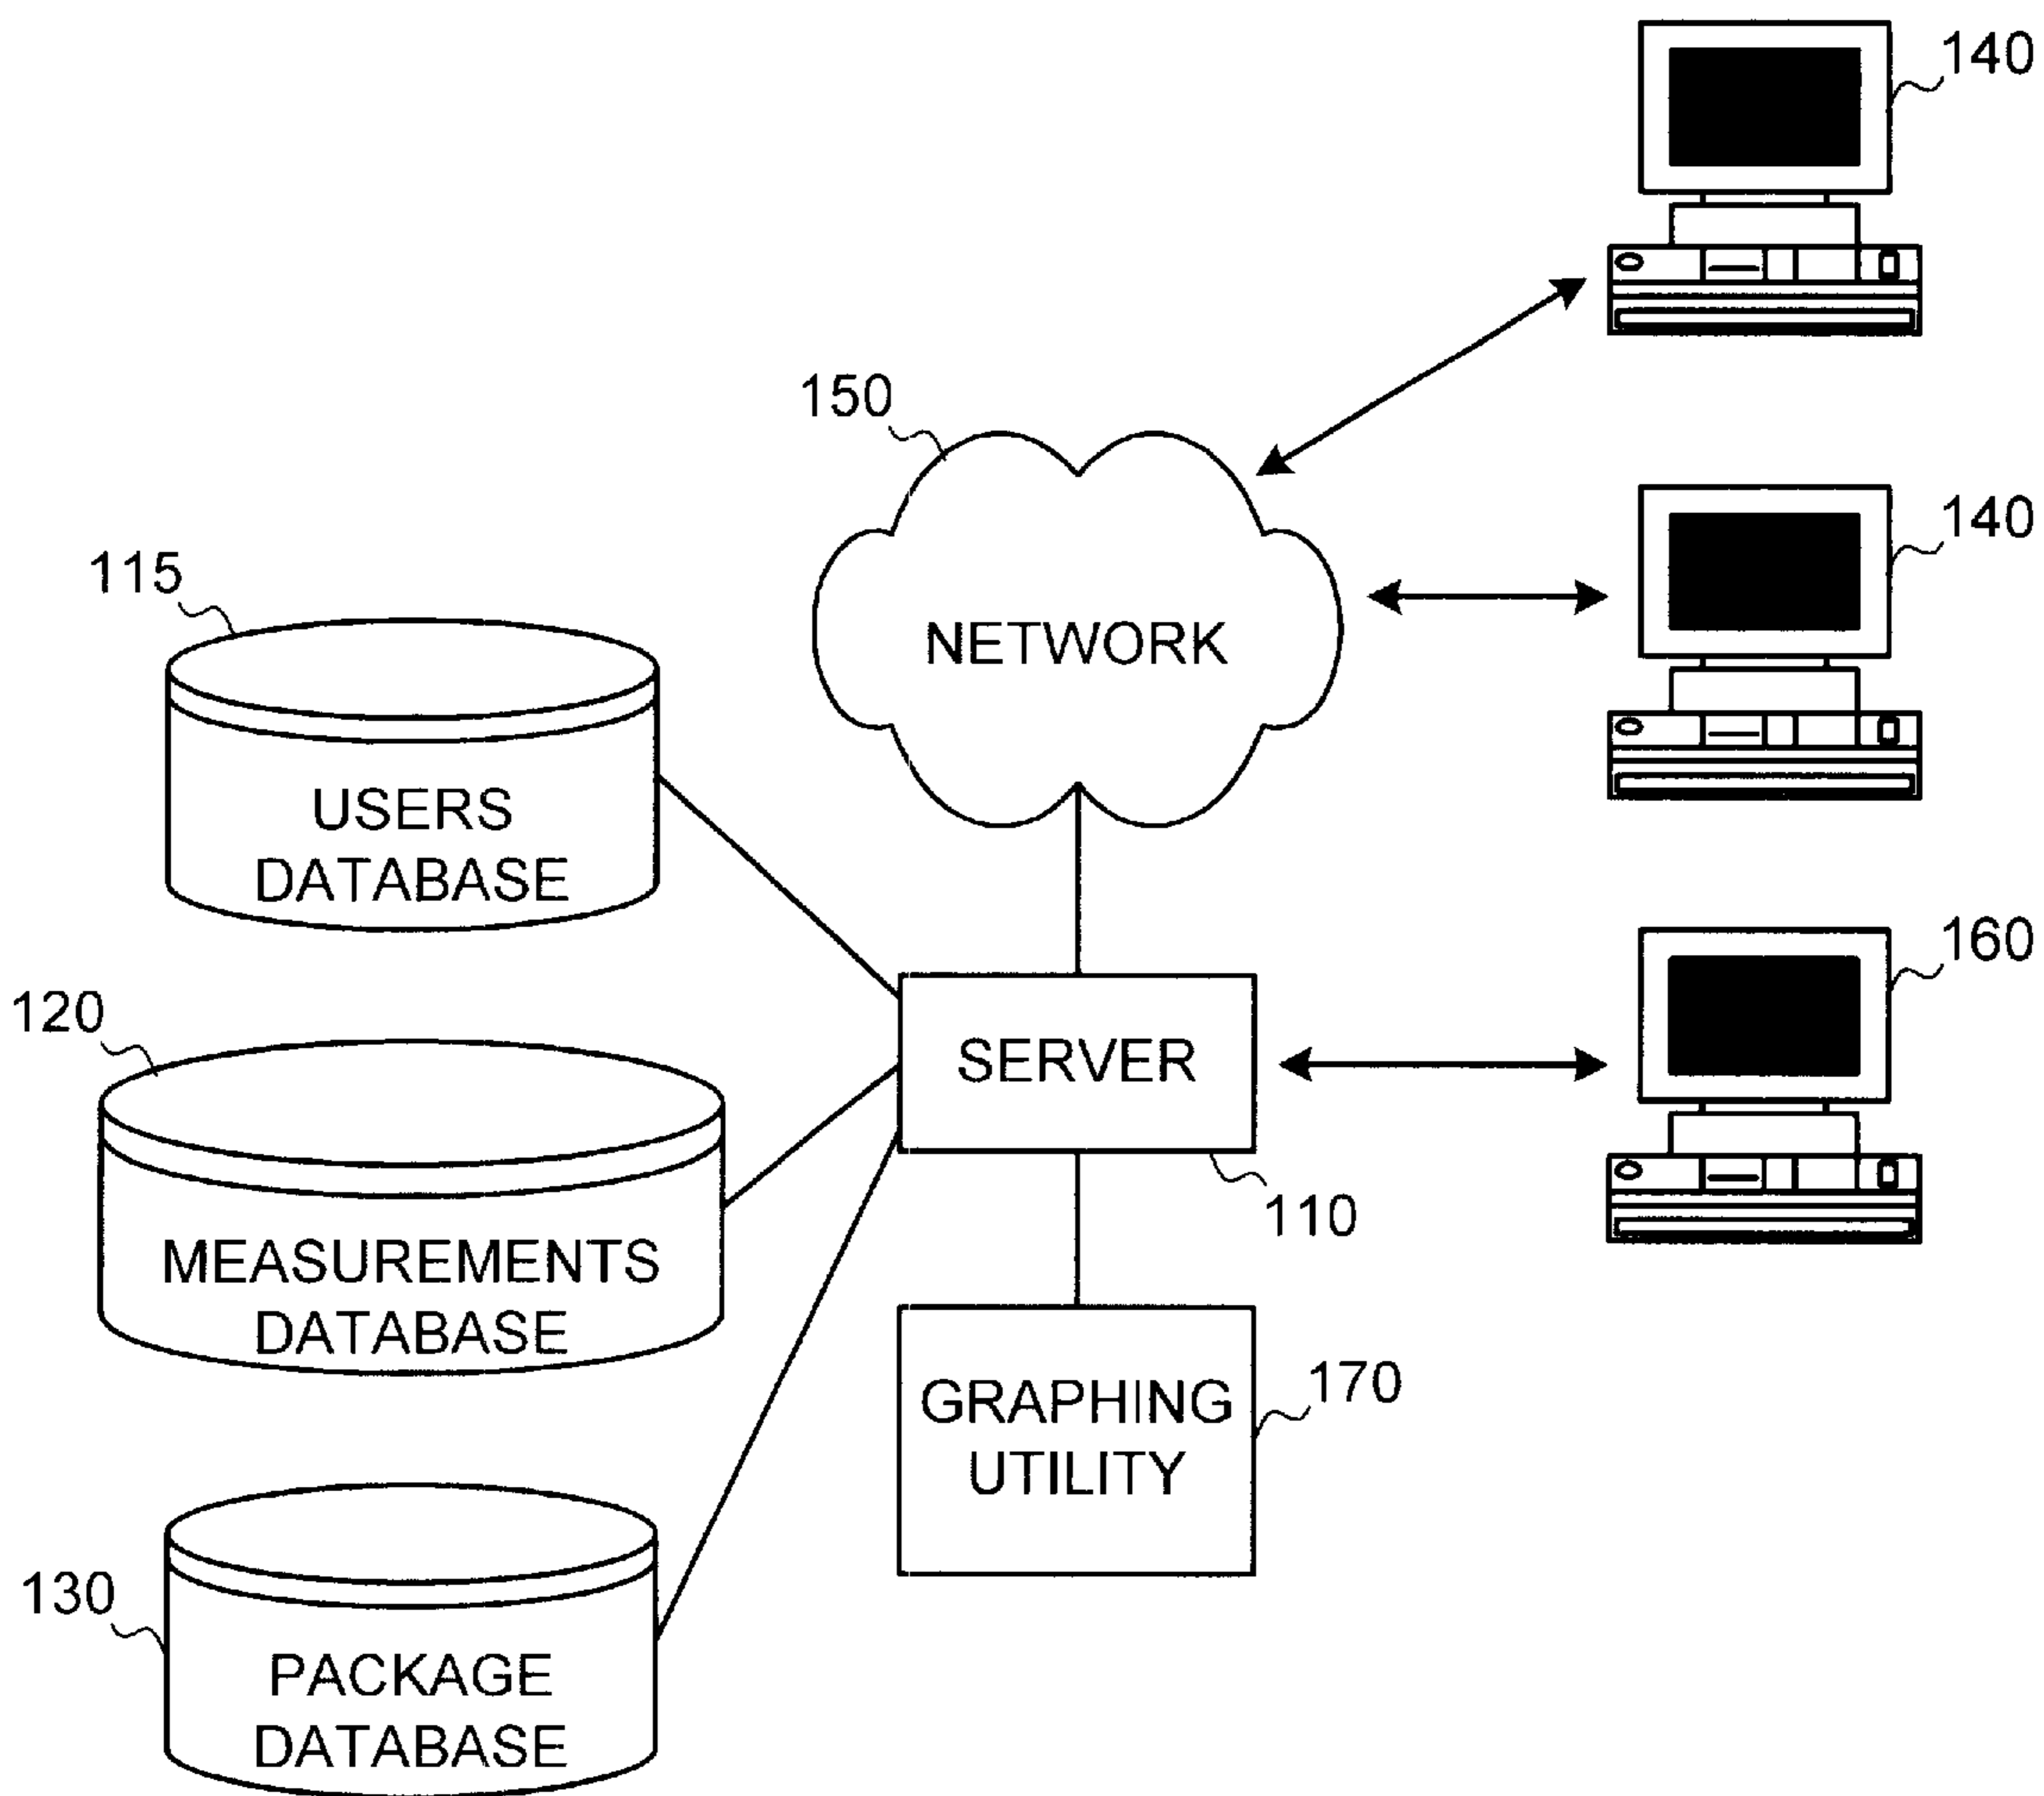 140
150
140
115
NETWORK
USERS
DATABASE
160
120
SERVER
110
MEASUREMENTS
DATABASE
170
GRAPHING
UTILITY
130
PACKAGE
DATABASE